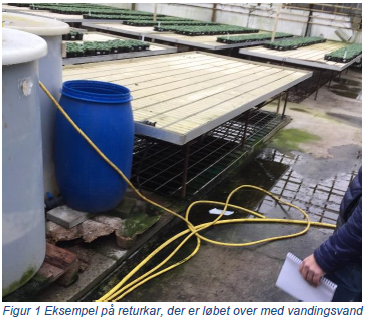 Figur 1 Eksempel på returkar, der er løbet over med vandingsvand